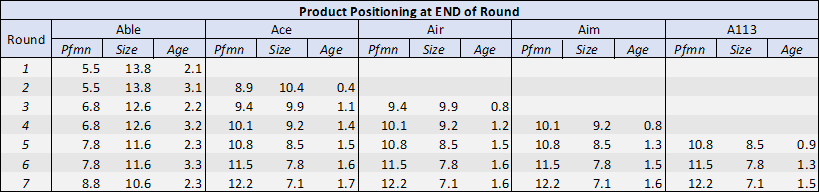 Product Positioning at END of Round
Round Able Ace Air Aim A113
Pfmn Size Age Pfmn Size Age Pfmn Size Age Pfmn Size Age Pfmn Size Age
1 5.5 13.8 2.1
2 5.5 13.8 3.1 8.9 10.4 0.4
3 6.8 12.6 2.2 9.4 9.9 1.1 9.4 9.9 0.8
4 6.8 12.6 3.2 10.1 9.2 1.4 10.1 9.2 1.2 10.1 9.2 0.8
5 7.8 11.6 2.3 10.8 8.5 1.5 10.8 8.5 1.5 10.8 8.5 1.3 10.8 8.5 0.9
6 7.8 11.6 3.3 11.5 7.8 1.6 11.5 7.8 1.6 11.5 7.8 1.5 11.5 7.8 1.3
7 8.8 10.6 2.3 12.2 7.1 1.7 12.2 7.1 1.6 12.2 7.1 1.6 12.2 7.1 1.5